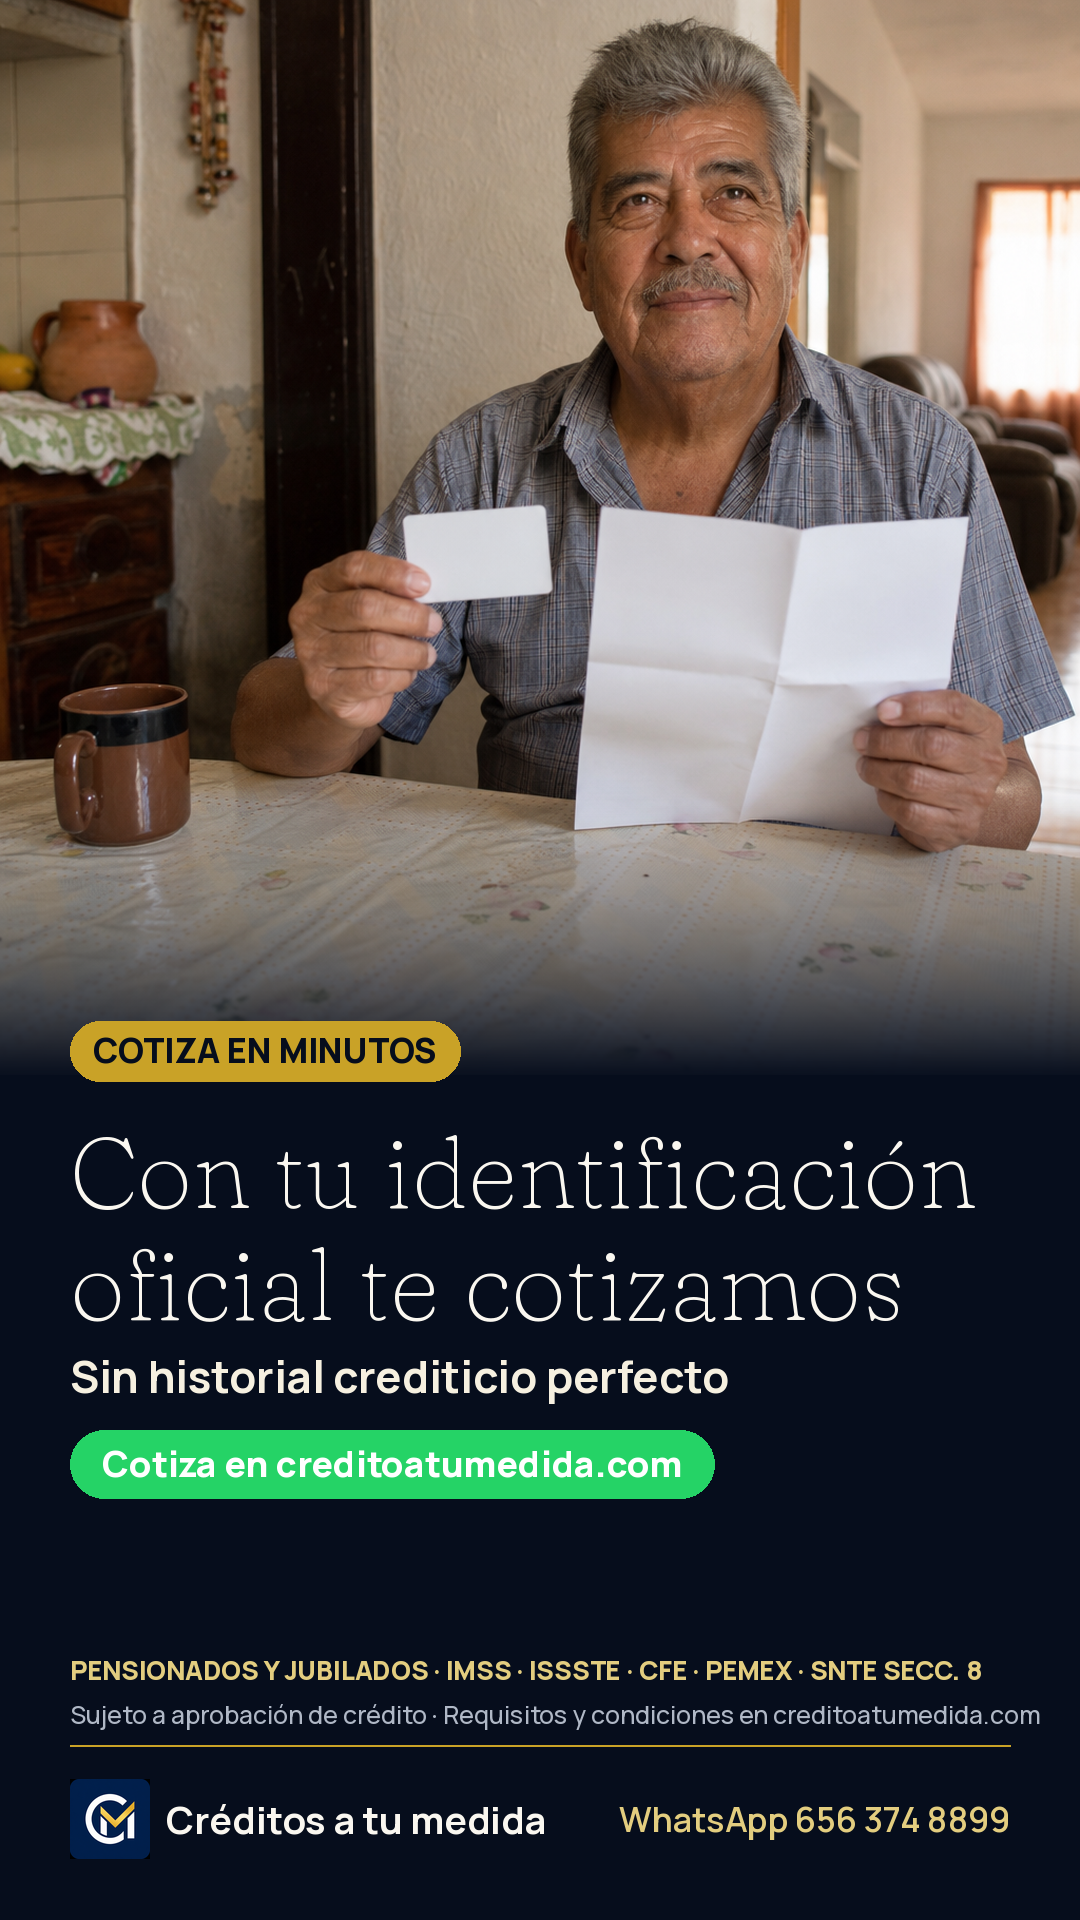 COTIZA EN MINUTOS
Con tu identificación
oficial te cotizamos
Sin historial crediticio perfecto
Cotiza en creditoatumedida.com
PENSIONADOS Y JUBILADOS · IMSS · ISSSTE · CFE · PEMEX · SNTE SECC. 8
Sujeto a aprobación de crédito · Requisitos y condiciones en creditoatumedida.com
Créditos a tu medida
WhatsApp 656 374 8899